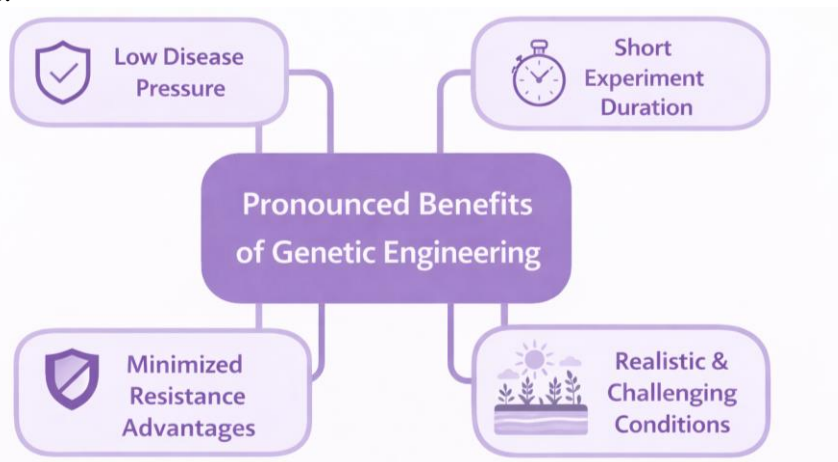 Low Disease
Pressure
Short
Experiment
Duration
Pronounced Benefits
of Genetic Engineering
Minimized
Resistance
Advantages
Realistic &
Challenging
Conditions